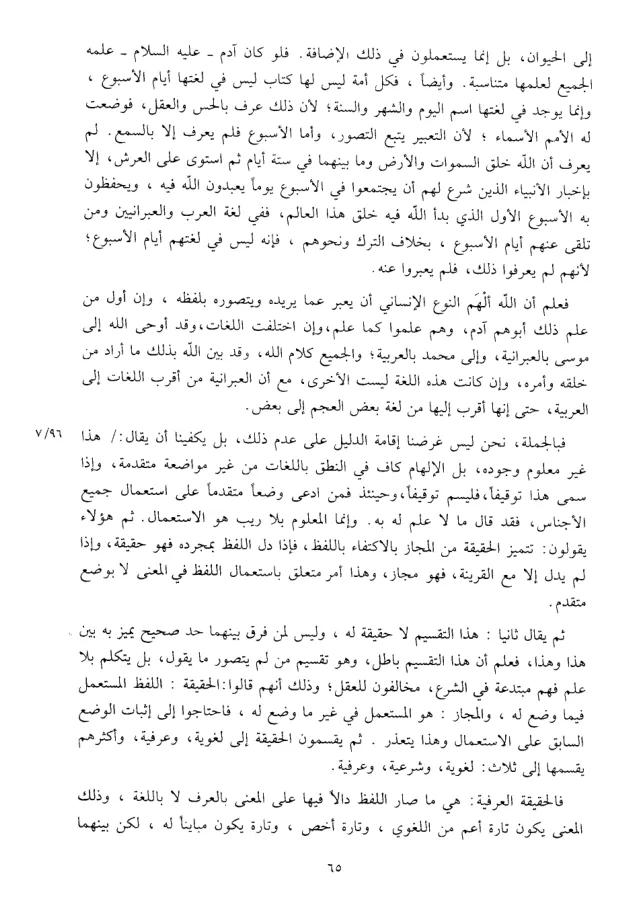 إلى الحيوان، بل إنما يستعملون في ذلك الإضافة. فلو كان آدم ـ عليه السلام ـ علمه
الجميع لعلمها متناسبة. وأيضاً ، فكل أمة ليس لها كتاب ليس في لغتها أيام الأسبوع ،
وإنما يوجد في لغتها اسم اليوم والشهر والسنة؛ لأن ذلك عرف بالحس والعقل، فوضعت
له الأمم الأسماء ؛ لأن التعبير يتبع التصور، وأما الأسبوع فلم يعرف إلا بالسمع. لم
يعرف أن الله خلق السموات والأرض وما بينهما في ستة أيام ثم استوى على العرش، إلا
بإخبار الأنبياء الذين شرع لهم أن يجتمعوا في الأسبوع يوماً يعبدون الله فيه ، ويحفظون
به الأسبوع الأول الذي بدأ الله فيه خلق هذا العالم، ففي لغة العرب والعبرانيين ومن
تلقى عنهم أيام الأسبوع ، بخلاف الترك ونحوهم ، فإنه ليس في لغتهم أيام الأسبوع؛
لأنهم لم يعرفوا ذلك، فلم يعبروا عنه.
فعلم أن الله ألْهَم النوع الإنساني أن يعبر عما يريده ويتصوره بلفظه ، وإن أول من
علم ذلك أبوهم آدم، وهم علموا كما علم،وإن اختلفت اللغات،وقد أوحى الله إلى
موسى بالعبرانية، وإلى محمد بالعربية؛ والجميع كلام الله، وقد بين الله بذلك ما أراد من
خلقه وأمره، وإن كانت هذه اللغة ليست الأخرى، مع أن العبرانية من أقرب اللغات إلى
العربية، حتى إنها أقرب إليها من لغة بعض العجم إلى بعض.
فبالجملة، نحن ليس غرضنا إقامة الدليل على عدم ذلك، بل يكفينا أن يقال:/ هذا ٧/٩٦
غير معلوم وجوده، بل الإلهام كاف في النطق باللغات من غير مواضعة متقدمة، وإذا
سمى هذا توقيفاً،فليسم توقيفاً،وحينئذ فمن ادعى وضعاً متقدماً على استعمال جميع
الأجناس، فقد قال ما لا علم له به. وإنما المعلوم بلا ريب هو الاستعمال. ثم هؤلاء
يقولون: تتميز الحقيقة من المجاز بالاكتفاء باللفظ، فإذا دل اللفظ بمجرده فهو حقيقة، وإذا
لم يدل إلا مع القرينة، فهو مجاز، وهذا أمر متعلق باستعمال اللفظ في المعنى لا بوضع
متقدم.
ثم يقال ثانيا : هذا التقسيم لا حقيقة له ، وليس لمن فرق بينهما حد صحيح يميز به بين
هذا وهذا، فعلم أن هذا التقسيم باطل، وهو تقسيم من لم يتصور ما يقول، بل يتكلم بلا
علم فهم مبتدعة في الشرع، مخالفون للعقل؛ وذلك أنهم قالوا:الحقيقة : اللفظ المستعمل
فيما وضع له ، والمجاز : هو المستعمل في غير ما وضع له ، فاحتاجوا إلى إثبات الوضع
السابق على الاستعمال وهذا يتعذر . ثم يقسمون الحقيقة إلى لغوية، وعرفية، وأكثرهم
يقسمها إلى ثلاث: لغوية، وشرعية، وعرفية.
فالحقيقة العرفية: هي ما صار اللفظ دالاً فيها على المعنى بالعرف لا باللغة ، وذلك
المعنى يكون تارة أعم من اللغوي ، وتارة أخص ، وتارة يكون مبايناً له ، لكن بينهما
٦٥